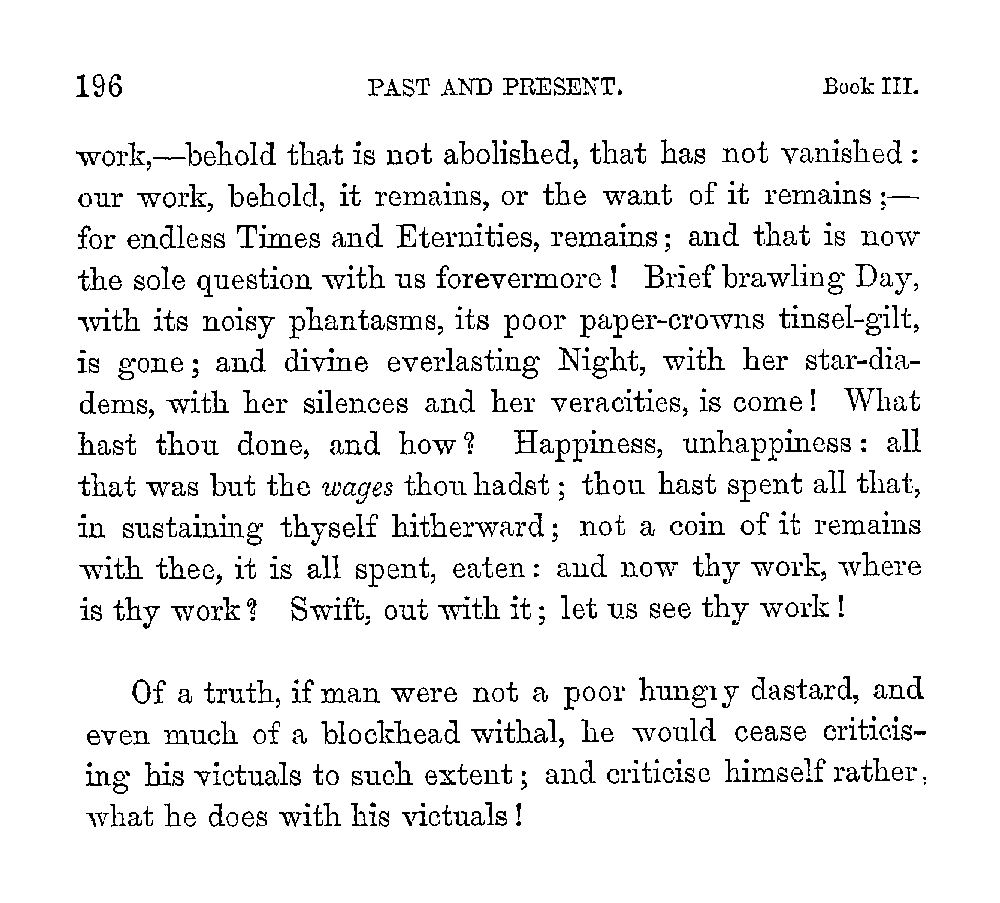 196 PAST AND PRESENT. Book III.
work,—behold that is not abolished, that has not vanished:
our work, behold, it remains, or the want of it remains;—
for endless Times and Eternities, remains; and that is now
the sole question with us forevermore! Brief brawling Day,
with its noisy phantasms, its poor paper-crowns tinsel-gilt,
is gone; and divine everlasting Night, with her star-dia-
dems, with her silences and her veracities, is come! What
hast thou done, and how? Happiness, unhappiness: all
that was but the wages thou hadst; thou hast spent all that,
in sustaining thyself hitherward; not a coin of it remains
with thee, it is all spent, eaten: and now thy work, where
is thy work? Swift, out with it; let us see thy work!
Of a truth, if man were not a poor hungry dastard, and
even much of a blockhead withal, he would cease criticis-
ing his victuals to such extent; and criticise himself rather,
what he does with his victuals!